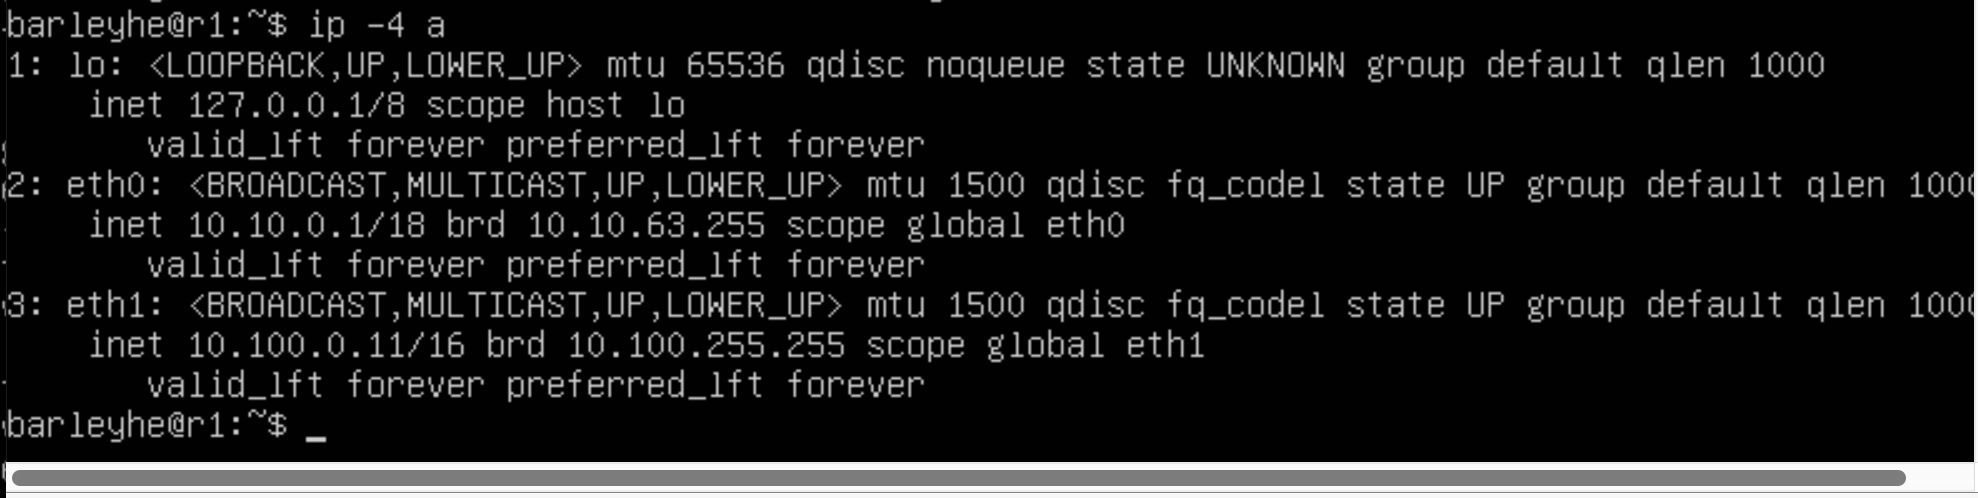 barleyhe@r1:~$ ip -4 a
1: lo: <LOOPBACK,UP,LOWER_UP> mtu 65536 qdisc noqueue state UNKNOWN group default qlen 1000
inet 127.0.0.1/8 scope host lo
valid_lft forever preferred_lft forever
2: eth0: <BROADCAST,MULTICAST,UP,LOWER_UP> mtu 1500 qdisc fq_codel state UP group default qlen 1000
inet 10.10.0.1/18 brd 10.10.63.255 scope global eth0
valid_lft forever preferred_lft forever
3: eth1: <BROADCAST,MULTICAST,UP,LOWER_UP> mtu 1500 qdisc fq_codel state UP group default qlen 1000
inet 10.100.0.11/16 brd 10.100.255.255 scope global eth1
valid_lft forever preferred_lft forever
barleyhe@r1:~$ _